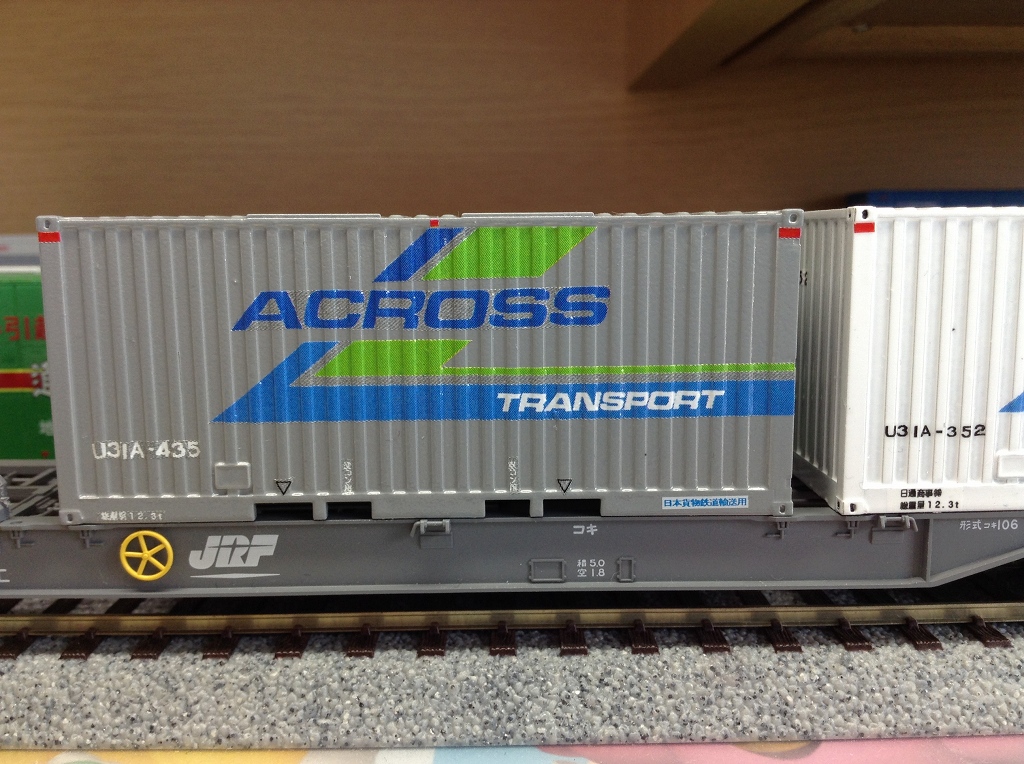 ACROSS
TRANSPORT
U31A-435
総重量12.3t
日本貨物鉄道輸送用
U31A-352
日通商事㈱
総重量12.3t
JRF
コキ
積5.0
空1.8
形式コキ106